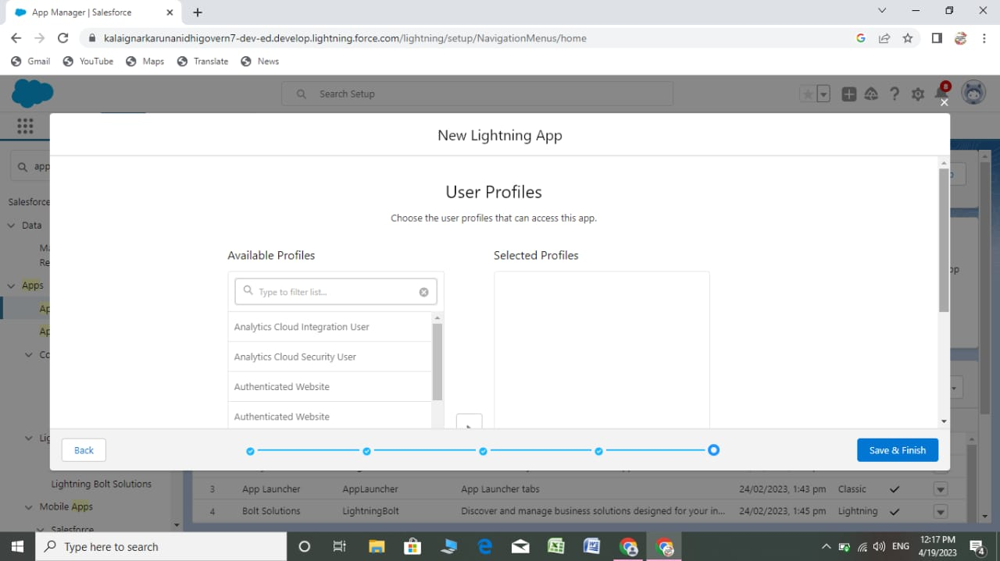 App Manager | Salesforce
kalaignarkarunanidhigovern7-dev-ed.develop.lightning.force.com/lightning/setup/NavigationMenus/home
Gmail YouTube Maps Translate News
Search Setup
8
New Lightning App
app
User Profiles
Salesforce
Choose the user profiles that can access this app.
Data
Available Profiles Selected Profiles
Apps
Type to filter list...
Analytics Cloud Integration User
Analytics Cloud Security User
Authenticated Website
Authenticated Website
Back Save & Finish
Lightning Bolt Solutions
3 App Launcher AppLauncher App Launcher tabs 24/02/2023, 1:43 pm Classic
Mobile Apps
4 Bolt Solutions LightningBolt Discover and manage business solutions designed for your in... 24/02/2023, 1:45 pm Lightning
Salesforce
Type here to search
ENG
12:17 PM
4/19/2023
4